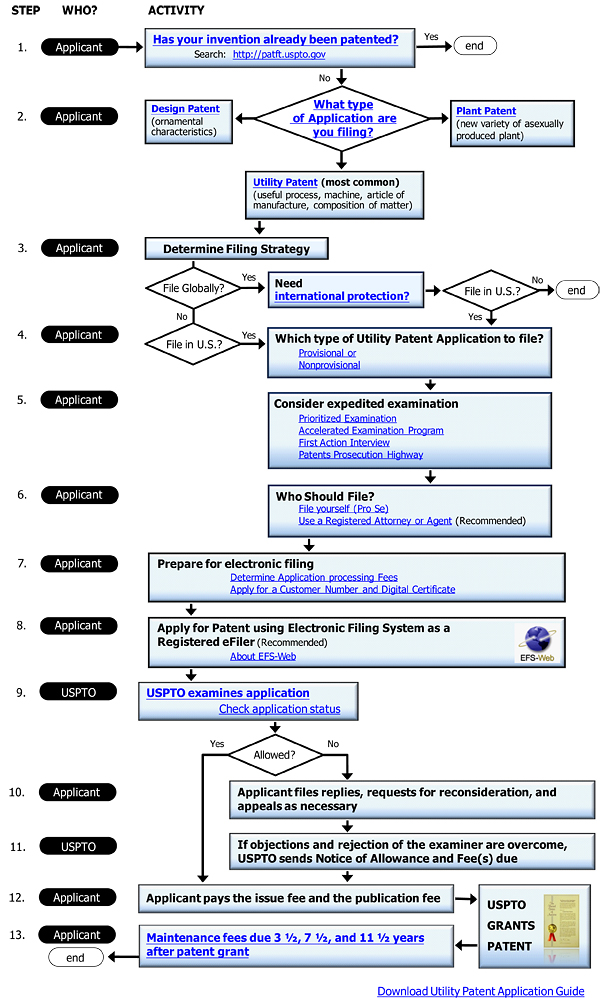 STEP WHO? ACTIVITY
1. Applicant Has your invention already been patented? Yes end
Search: http://patft.uspto.gov
No
2. Applicant
Design Patent
(ornamental
characteristics)
What type
of Application are
you filing?
Plant Patent
(new variety of asexually
produced plant)
Utility Patent (most common)
(useful process, machine, article of
manufacture, composition of matter)
3. Applicant Determine Filing Strategy
File Globally? Yes
Need
international protection?
File in U.S.? No end
No
Yes
4. Applicant File in U.S.? Yes
Which type of Utility Patent Application to file?
Provisional or
Nonprovisional
5. Applicant Consider expedited examination
Prioritized Examination
Accelerated Examination Program
First Action Interview
Patents Prosecution Highway
6. Applicant Who Should File?
File yourself (Pro Se)
Use a Registered Attorney or Agent (Recommended)
7. Applicant Prepare for electronic filing
Determine Application processing Fees
Apply for a Customer Number and Digital Certificate
8. Applicant Apply for Patent using Electronic Filing System as a
Registered eFiler (Recommended)
About EFS-Web
EFS-Web
9. USPTO USPTO examines application
Check application status
Yes Allowed? No
10. Applicant Applicant files replies, requests for reconsideration, and
appeals as necessary
11. USPTO If objections and rejection of the examiner are overcome,
USPTO sends Notice of Allowance and Fee(s) due
12. Applicant Applicant pays the issue fee and the publication fee
USPTO
GRANTS
PATENT
13. Applicant Maintenance fees due 3 ½, 7 ½, and 11 ½ years
after patent grant
end
Download Utility Patent Application Guide